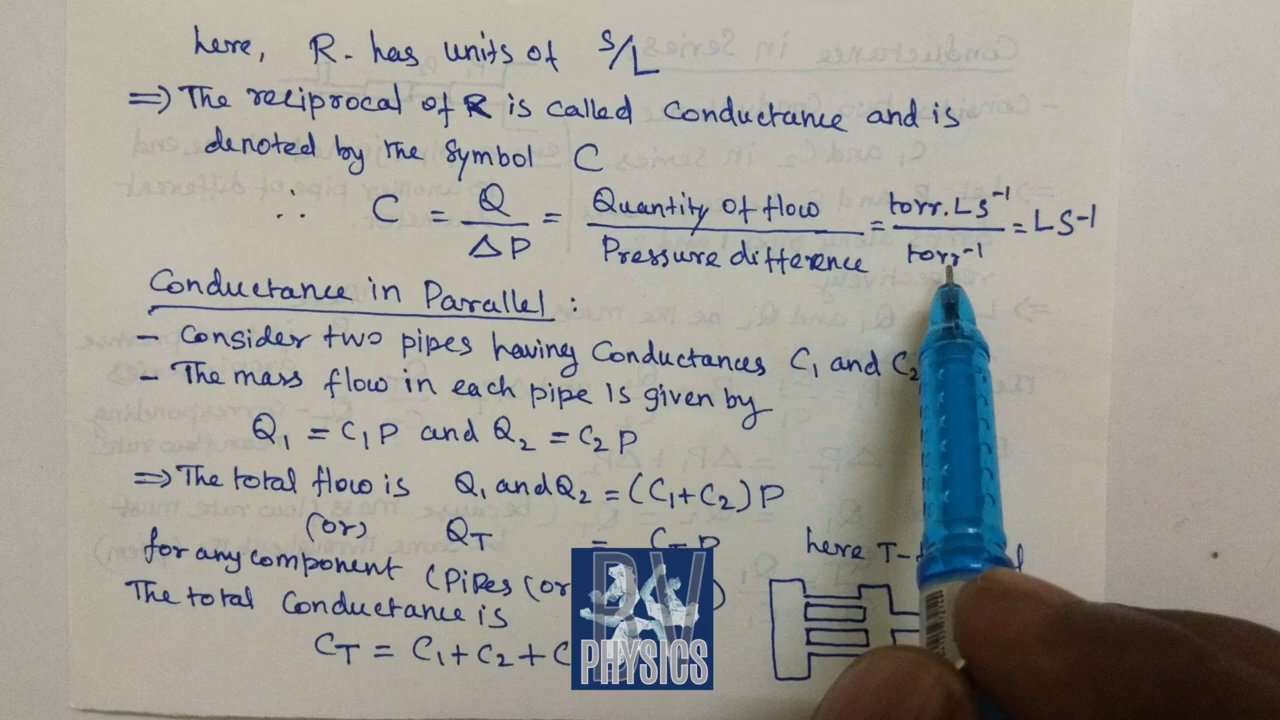 here, R- has units of S/L
⇒ The reciprocal of R is called Conductance and is
denoted by the Symbol C
∴ C = Q/ΔP = Quantity of flow/Pressure difference = torr.LS⁻¹/torr⁻¹ = LS⁻¹
Conductance in Parallel:
- Consider two pipes having Conductances C₁ and C₂
- The mass flow in each pipe is given by
Q₁ = C₁P and Q₂ = C₂P
⇒ The total flow is Q₁ and Q₂ = (C₁+C₂)P
(or) Q_T = C_T P here T-
for any component (Pipes (or )
The total Conductance is
C_T = C₁+C₂+C
RV
PHYSICS